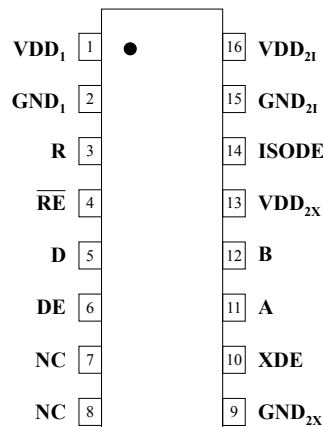 VDD₁ 1 16 VDD₂I
GND₁ 2 15 GND₂I
R 3 14 ISODE
R̅E̅ 4 13 VDD₂X
D 5 12 B
DE 6 11 A
NC 7 10 XDE
NC 8 9 GND₂X